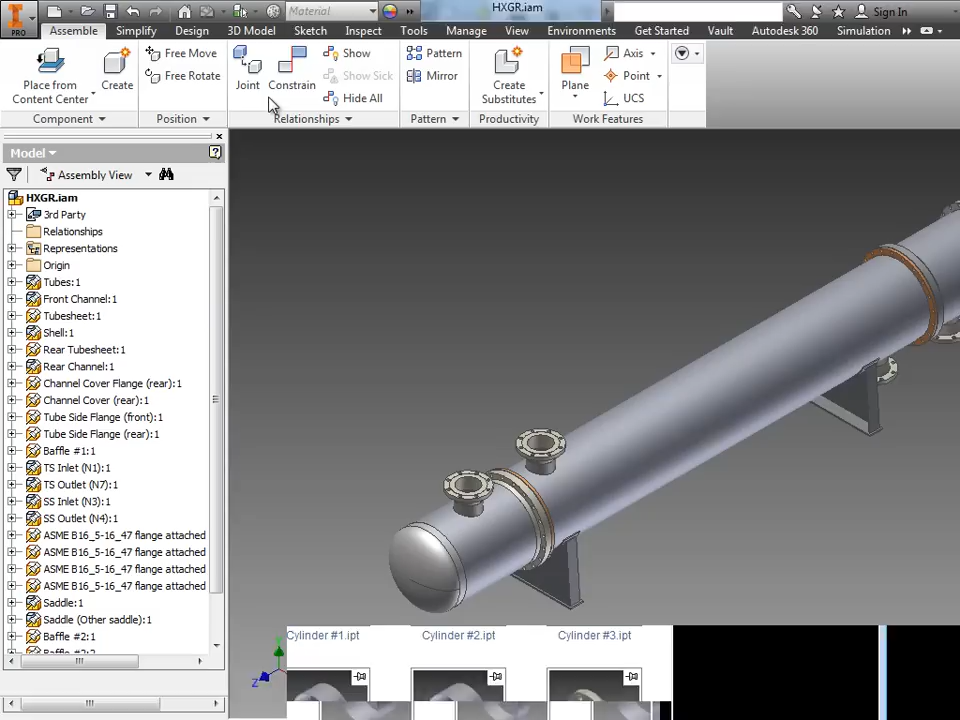 Material
HXGR.iam
Sign In
PRO
Assemble Simplify Design 3D Model Sketch Inspect Tools Manage View Environments Get Started Vault Autodesk 360 Simulation
Place from
Content Center
Create
Free Move
Free Rotate
Joint
Constrain
Show
Show Sick
Hide All
Pattern
Mirror
Create
Substitutes
Plane
Axis
Point
UCS
Component Position Relationships Pattern Productivity Work Features
Model
Assembly View
HXGR.iam
3rd Party
Relationships
Representations
Origin
Tubes:1
Front Channel:1
Tubesheet:1
Shell:1
Rear Tubesheet:1
Rear Channel:1
Channel Cover Flange (rear):1
Channel Cover (rear):1
Tube Side Flange (front):1
Tube Side Flange (rear):1
Baffle #1:1
TS Inlet (N1):1
TS Outlet (N7):1
SS Inlet (N3):1
SS Outlet (N4):1
ASME B16_5-16_47 flange attached
ASME B16_5-16_47 flange attached
ASME B16_5-16_47 flange attached
ASME B16_5-16_47 flange attached
Saddle:1
Saddle (Other saddle):1
Baffle #2:1
Baffle #2:2
Y
Z
Cylinder #1.ipt Cylinder #2.ipt Cylinder #3.ipt